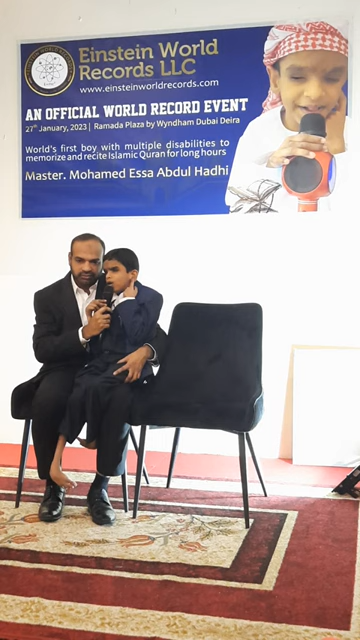 Einstein World
Records LLC
www.einsteinworldrecords.com
AN OFFICIAL WORLD RECORD EVENT
27th January, 2023 | Ramada Plaza by Wyndham Dubai Deira
World's first boy with multiple disabilities to
memorize and recite Islamic Quran for long hours
Master. Mohamed Essa Abdul Hadhi